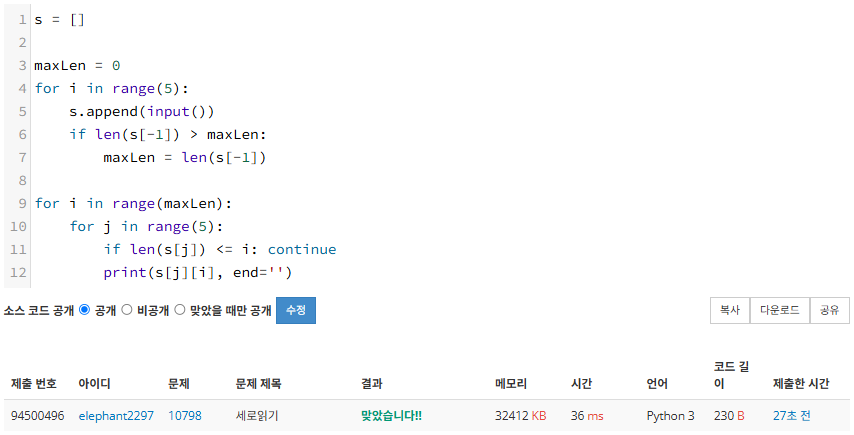 1 s = []
2
3 maxLen = 0
4 for i in range(5):
5     s.append(input())
6     if len(s[-1]) > maxLen:
7         maxLen = len(s[-1])
8
9 for i in range(maxLen):
10     for j in range(5):
11         if len(s[j]) <= i: continue
12         print(s[j][i], end='')
소스 코드 공개 공개 비공개 맞았을 때만 공개 수정 복사 다운로드 공유
제출 번호 아이디 문제 문제 제목 결과 메모리 시간 언어 코드 길이 제출한 시간
94500496 elephant2297 10798 세로읽기 맞았습니다!! 32412 KB 36 ms Python 3 230 B 27초 전